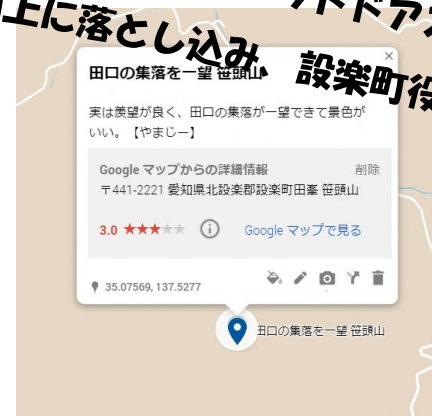 上に落とし込み
設楽町役
田口の集落を一望 笹頭山
実は羨望が良く、田口の集落が一望できて景色が
いい。【やまじー】
Google マップからの詳細情報 削除
〒441-2221 愛知県北設楽郡設楽町田峯 笹頭山
3.0 Google マップで見る
35.07569, 137.5277
田口の集落を一望 笹頭山